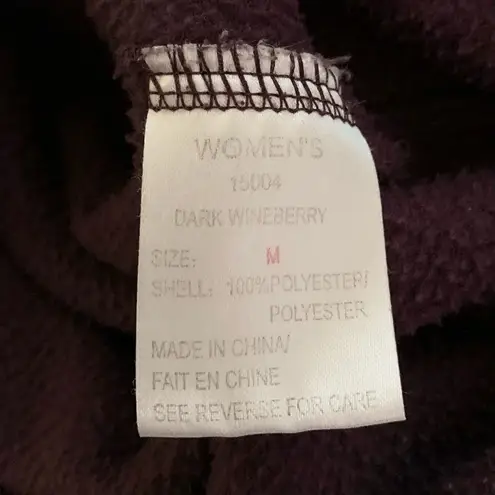 WOMEN'S
15004
DARK WINEBERRY
SIZE: M
SHELL: 100%POLYESTER/
POLYESTER
MADE IN CHINA/
FAIT EN CHINE
SEE REVERSE FOR CARE